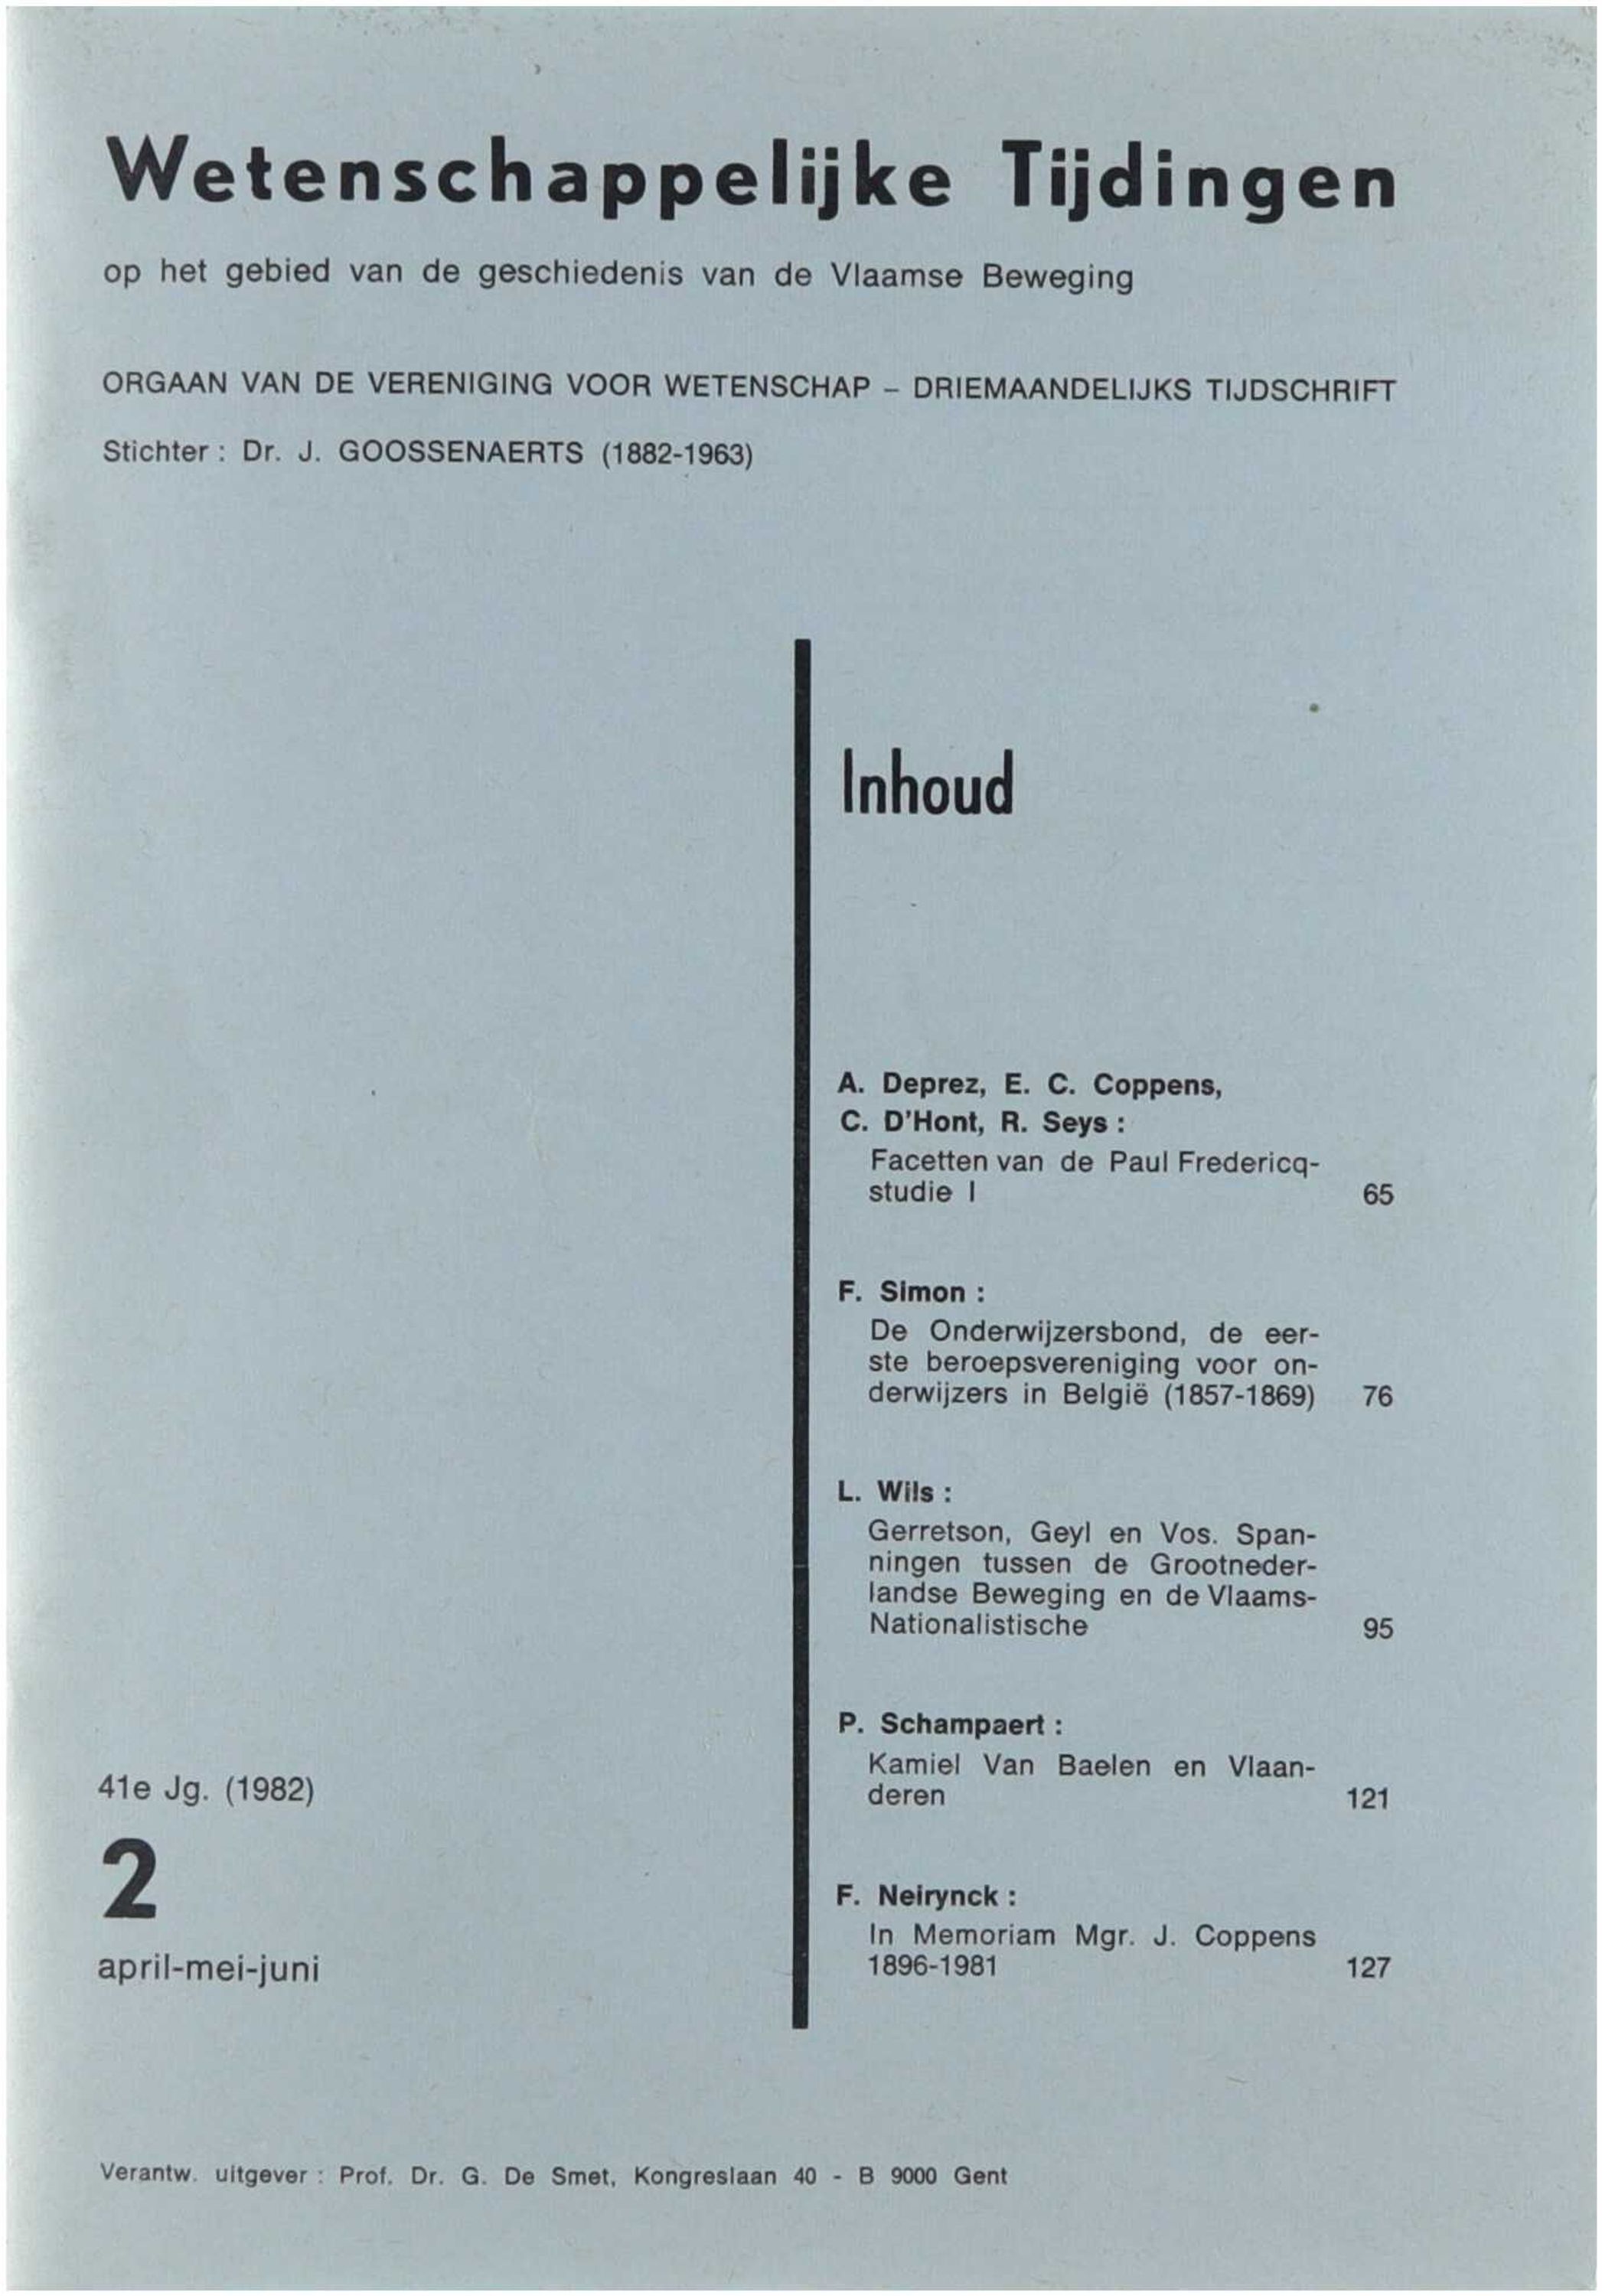 Wetenschappelijke Tijdingen
op het gebied van de geschiedenis van de Vlaamse Beweging
ORGAAN VAN DE VERENIGING VOOR WETENSCHAP – DRIEMAANDELIJKS TIJDSCHRIFT
Stichter : Dr. J. GOOSSENAERTS (1882-1963)
Inhoud
A. Deprez, E. C. Coppens,
C. D'Hont, R. Seys :
Facetten van de Paul Fredericq-
studie I 65
F. Simon :
De Onderwijzersbond, de eer-
ste beroepsvereniging voor on-
derwijzers in België (1857-1869) 76
L. Wils :
Gerretson, Geyl en Vos. Span-
ningen tussen de Grootneder-
landse Beweging en de Vlaams-
Nationalistische 95
P. Schampaert :
Kamiel Van Baelen en Vlaan-
deren 121
F. Neirynck :
In Memoriam Mgr. J. Coppens
1896-1981 127
41e Jg. (1982)
2
april-mei-juni
Verantw. uitgever : Prof. Dr. G. De Smet, Kongreslaan 40 - B 9000 Gent